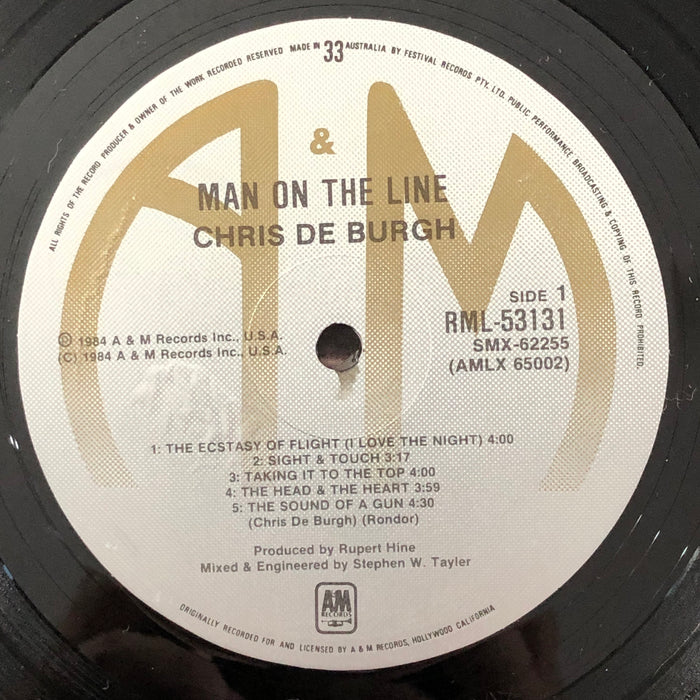 ALL RIGHTS OF THE RECORD PRODUCER & OWNER OF THE WORK RECORDED RESERVED MADE IN 33 AUSTRALIA BY FESTIVAL RECORDS PTY. LTD. PUBLIC PERFORMANCE BROADCASTING & COPYING OF THIS RECORD PROHIBITED.
A & M
MAN ON THE LINE
CHRIS DE BURGH
SIDE 1
RML-53131
SMX-62255
(AMLX 65002)
Ⓟ 1984 A & M Records Inc., U.S.A.
(C) 1984 A & M Records Inc., U.S.A.
1: THE ECSTASY OF FLIGHT (I LOVE THE NIGHT) 4:00
2: SIGHT & TOUCH 3:17
3: TAKING IT TO THE TOP 4:00
4: THE HEAD & THE HEART 3:59
5: THE SOUND OF A GUN 4:30
(Chris De Burgh) (Rondor)
Produced by Rupert Hine
Mixed & Engineered by Stephen W. Tayler
A&M
RECORDS
ORIGINALLY RECORDED FOR AND LICENSED BY A & M RECORDS, HOLLYWOOD CALIFORNIA